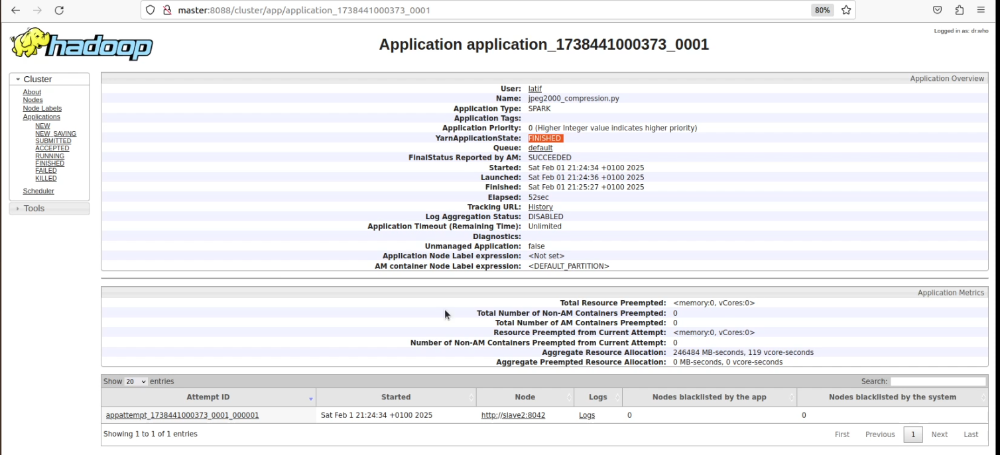 master:8088/cluster/app/application_1738441000373_0001
80%
Logged in as: dr.who
hadoop
Application application_1738441000373_0001
Cluster
About
Nodes
Node Labels
Applications
NEW
NEW_SAVING
SUBMITTED
ACCEPTED
RUNNING
FINISHED
FAILED
KILLED
Scheduler
Tools
Application Overview
User: latif
Name: jpeg2000_compression.py
Application Type: SPARK
Application Tags:
Application Priority: 0 (Higher Integer value indicates higher priority)
YarnApplicationState: FINISHED
Queue: default
FinalStatus Reported by AM: SUCCEEDED
Started: Sat Feb 01 21:24:34 +0100 2025
Launched: Sat Feb 01 21:24:36 +0100 2025
Finished: Sat Feb 01 21:25:27 +0100 2025
Elapsed: 52sec
Tracking URL: History
Log Aggregation Status: DISABLED
Application Timeout (Remaining Time): Unlimited
Diagnostics:
Unmanaged Application: false
Application Node Label expression: <Not set>
AM container Node Label expression: <DEFAULT_PARTITION>
Application Metrics
Total Resource Preempted: <memory:0, vCores:0>
Total Number of Non-AM Containers Preempted: 0
Total Number of AM Containers Preempted: 0
Resource Preempted from Current Attempt: <memory:0, vCores:0>
Number of Non-AM Containers Preempted from Current Attempt: 0
Aggregate Resource Allocation: 246484 MB-seconds, 119 vcore-seconds
Aggregate Preempted Resource Allocation: 0 MB-seconds, 0 vcore-seconds
Show 20 entries Search:
Attempt ID Started Node Logs Nodes blacklisted by the app Nodes blacklisted by the system
appattempt_1738441000373_0001_000001 Sat Feb 1 21:24:34 +0100 2025 http://slave2:8042 Logs 0 0
Showing 1 to 1 of 1 entries First Previous 1 Next Last